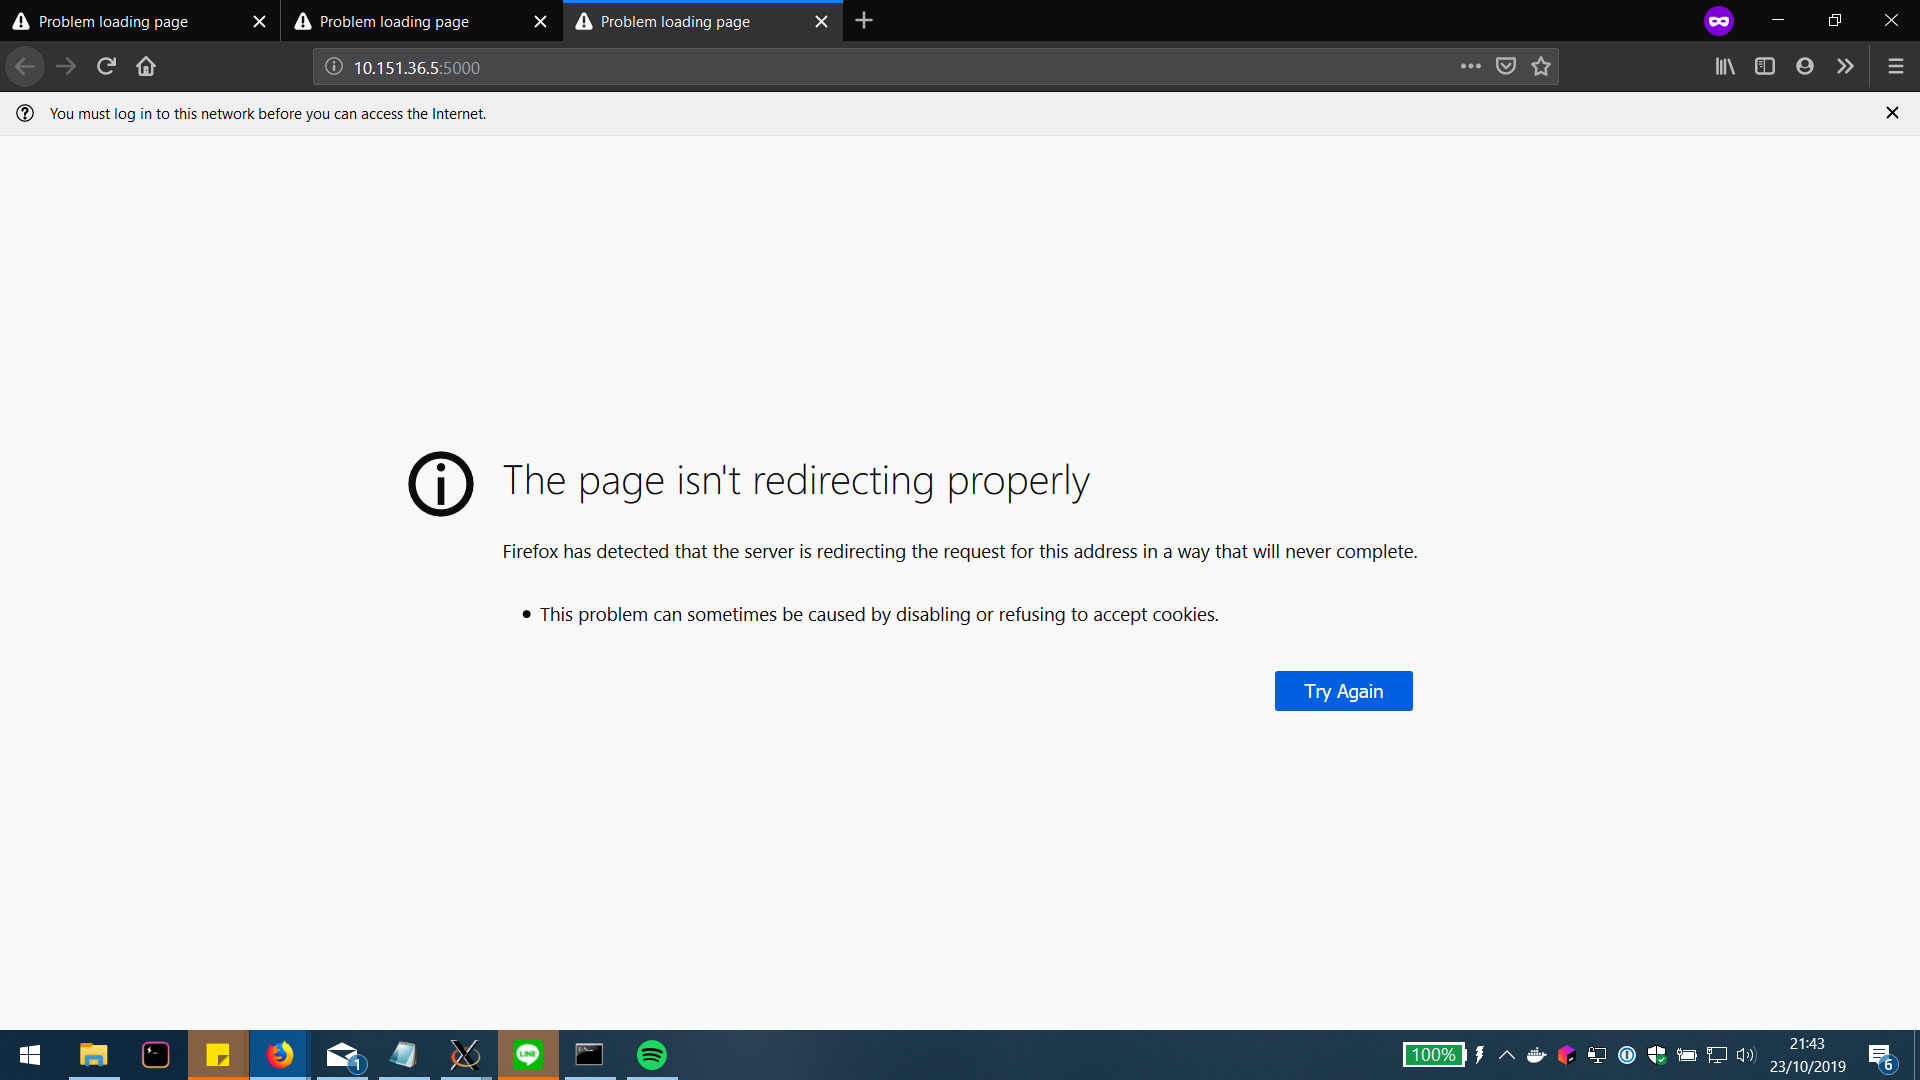 Problem loading page
Problem loading page
Problem loading page
10.151.36.5:5000
You must log in to this network before you can access the Internet.
The page isn't redirecting properly
Firefox has detected that the server is redirecting the request for this address in a way that will never complete.
This problem can sometimes be caused by disabling or refusing to accept cookies.
Try Again
1
LINE
100%
21:43
23/10/2019
6